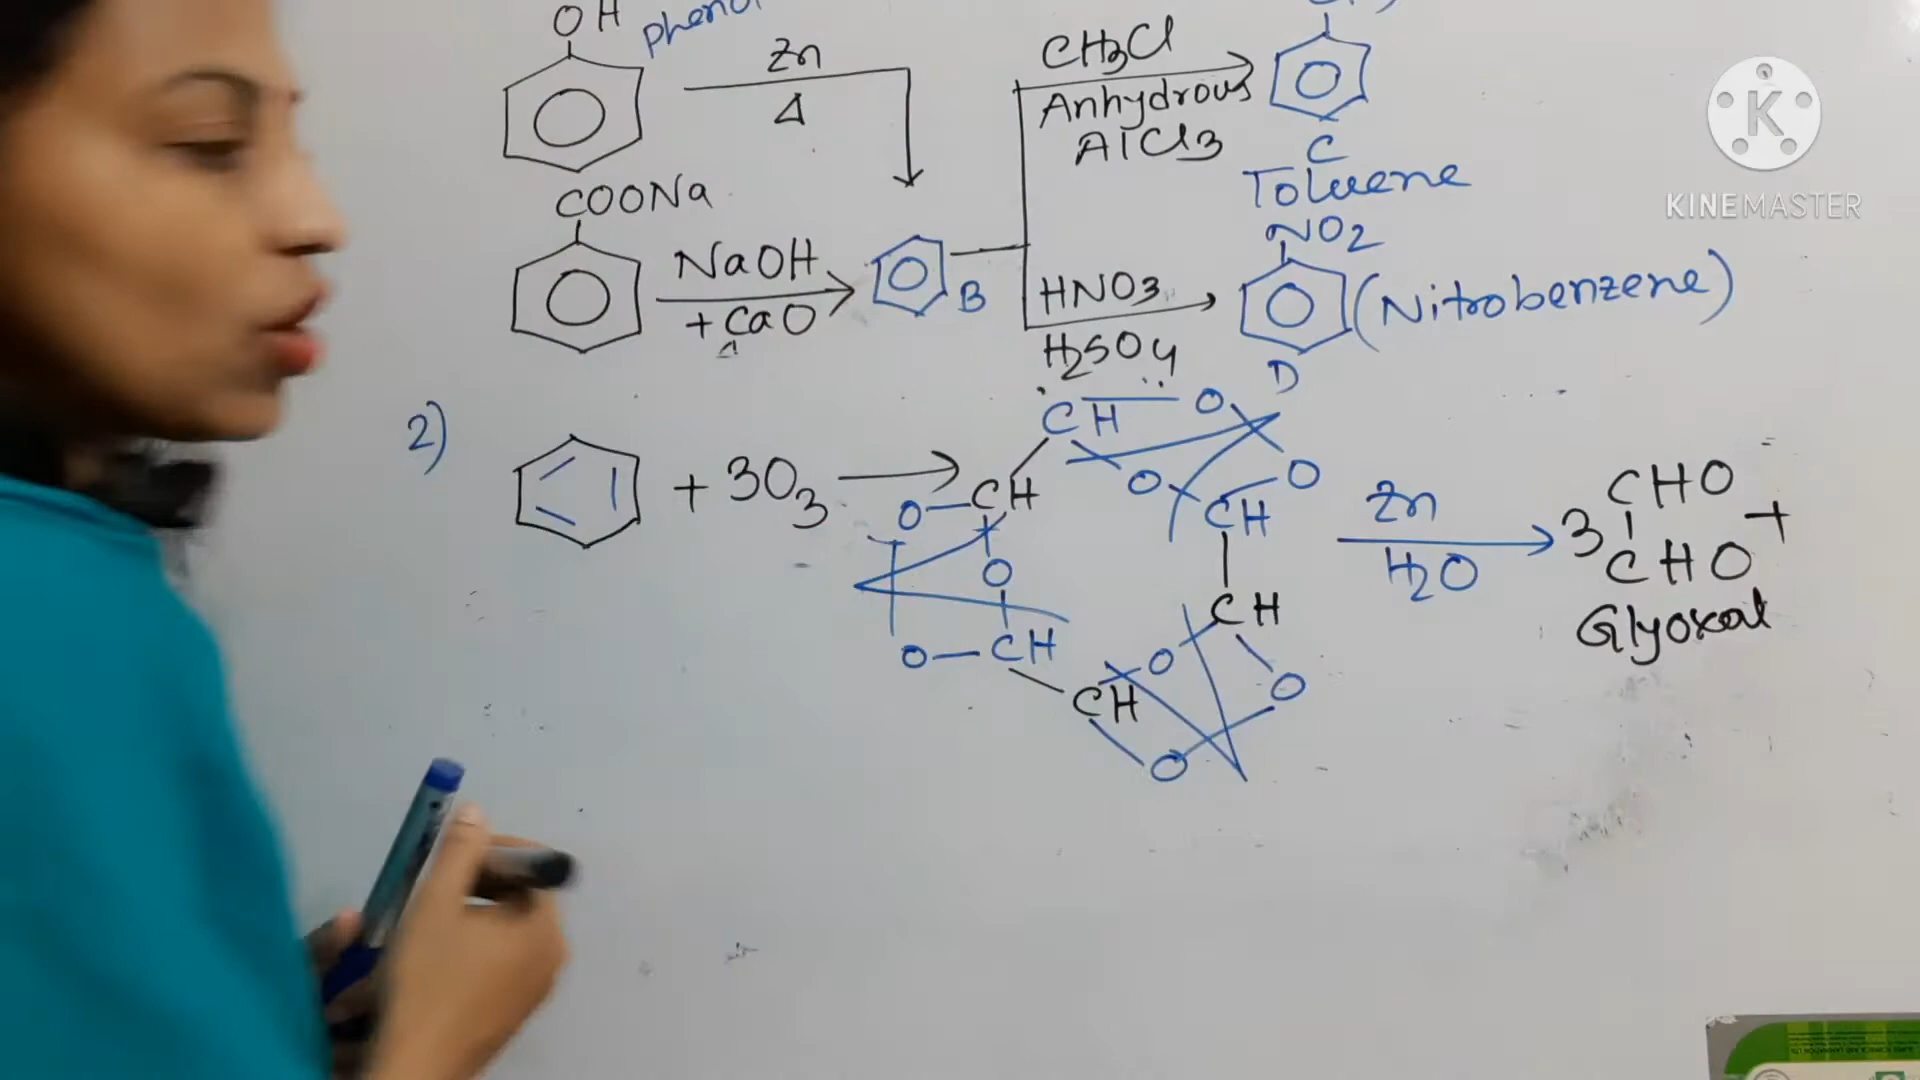 OH
Zn
Δ
CH3Cl
Anhydrous
AlCl3
C
Toluene
KINEMASTER
COONa
NaOH
+ CaO
Δ
B
HNO3
H2SO4
NO2
(Nitrobenzene)
D
2)
+ 3O3
CH
O
O
O
CH
O
CH
O
CH
O
CH
O
CH
O
O
O
Zn
H2O
3
CHO
CHO
+
Glyoxal